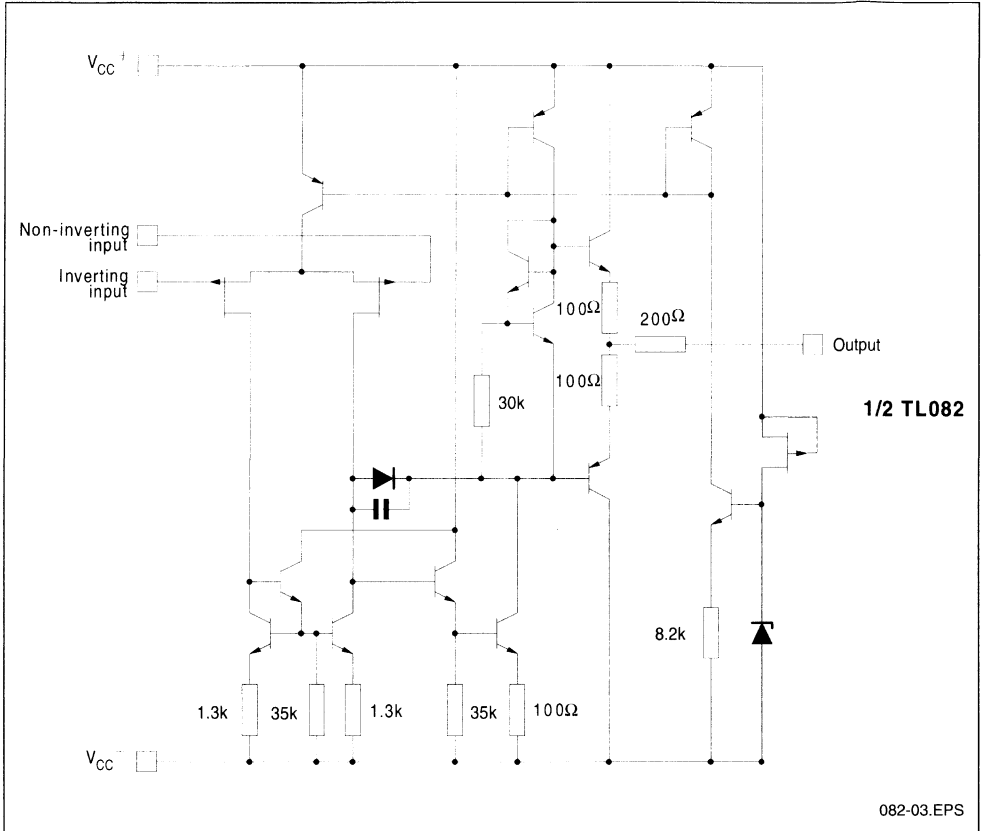 VCC +
Non-inverting
input
Inverting
input
100Ω
200Ω
Output
100Ω
30k
1/2 TL082
8.2k
1.3k
35k
1.3k
35k
100Ω
VCC
082-03.EPS